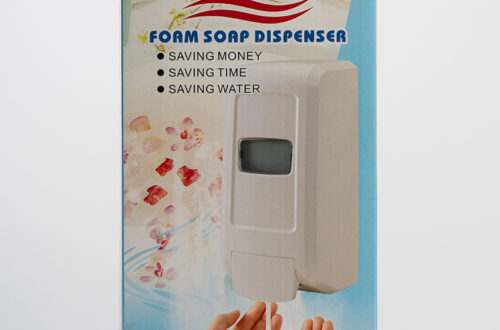 FOAM SOAP DISPENSER
● SAVING MONEY
● SAVING TIME
● SAVING WATER